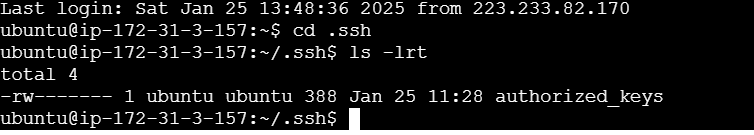 Last login: Sat Jan 25 13:48:36 2025 from 223.233.82.170
ubuntu@ip-172-31-3-157:~$ cd .ssh
ubuntu@ip-172-31-3-157:~/.ssh$ ls -lrt
total 4
-rw------- 1 ubuntu ubuntu 388 Jan 25 11:28 authorized_keys
ubuntu@ip-172-31-3-157:~/.ssh$